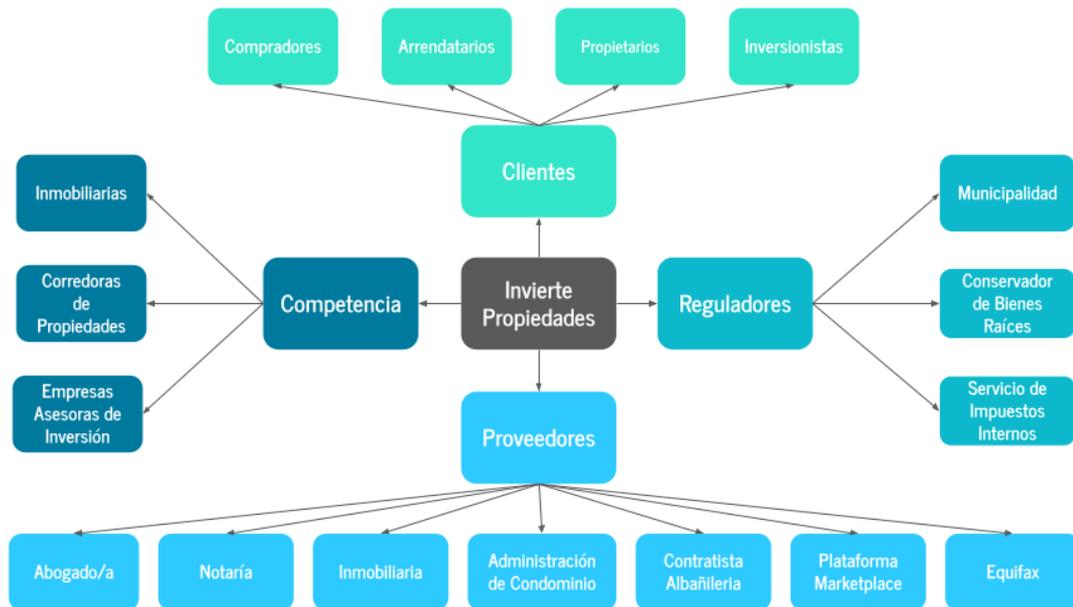 Compradores
Arrendatarios
Propietarios
Inversionistas
Clientes
Inmobiliarias
Corredoras
de
Propiedades
Empresas
Asesoras de
Inversión
Competencia
Invierte
Propiedades
Reguladores
Municipalidad
Conservador
de Bienes
Raíces
Servicio de
Impuestos
Internos
Proveedores
Abogado/a
Notaría
Inmobiliaria
Administración
de Condominio
Contratista
Albañileria
Plataforma
Marketplace
Equifax